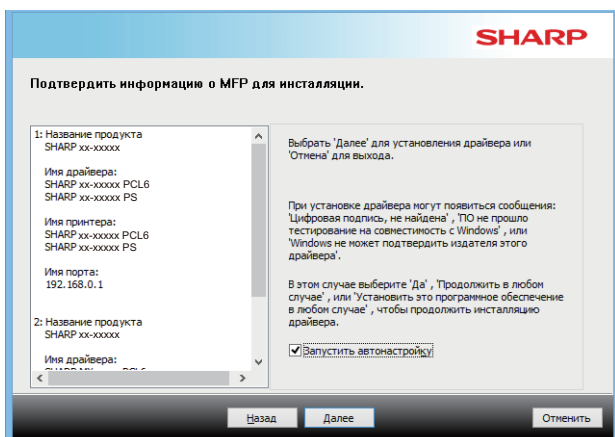 SHARP
Подтвердить информацию о MFP для инсталляции.
1: Название продукта
SHARP xx-xxxxx
Имя драйвера:
SHARP xx-xxxxx PCL6
SHARP xx-xxxxx PS
Имя принтера:
SHARP xx-xxxxx PCL6
SHARP xx-xxxxx PS
Имя порта:
192.168.0.1
2: Название продукта
SHARP xx-xxxxx
Имя драйвера:
Выбрать 'Далее' для установления драйвера или
'Отмена' для выхода.
При установке драйвера могут появиться сообщения:
'Цифровая подпись, не найдена' , 'ПО не прошло
тестирование на совместимость с Windows' , или
'Windows не может подтвердить издателя этого
драйвера'.
В этом случае выберите 'Да' , 'Продолжить в любом
случае' , или 'Установить это программное обеспечение
в любом случае' , чтобы продолжить инсталляцию
драйвера.
Запустить автонастройку
Назад
Далее
Отменить